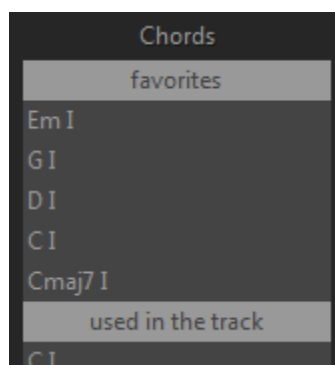 Chords
favorites
Em I
G I
D I
C I
Cmaj7 I
used in the track
C I